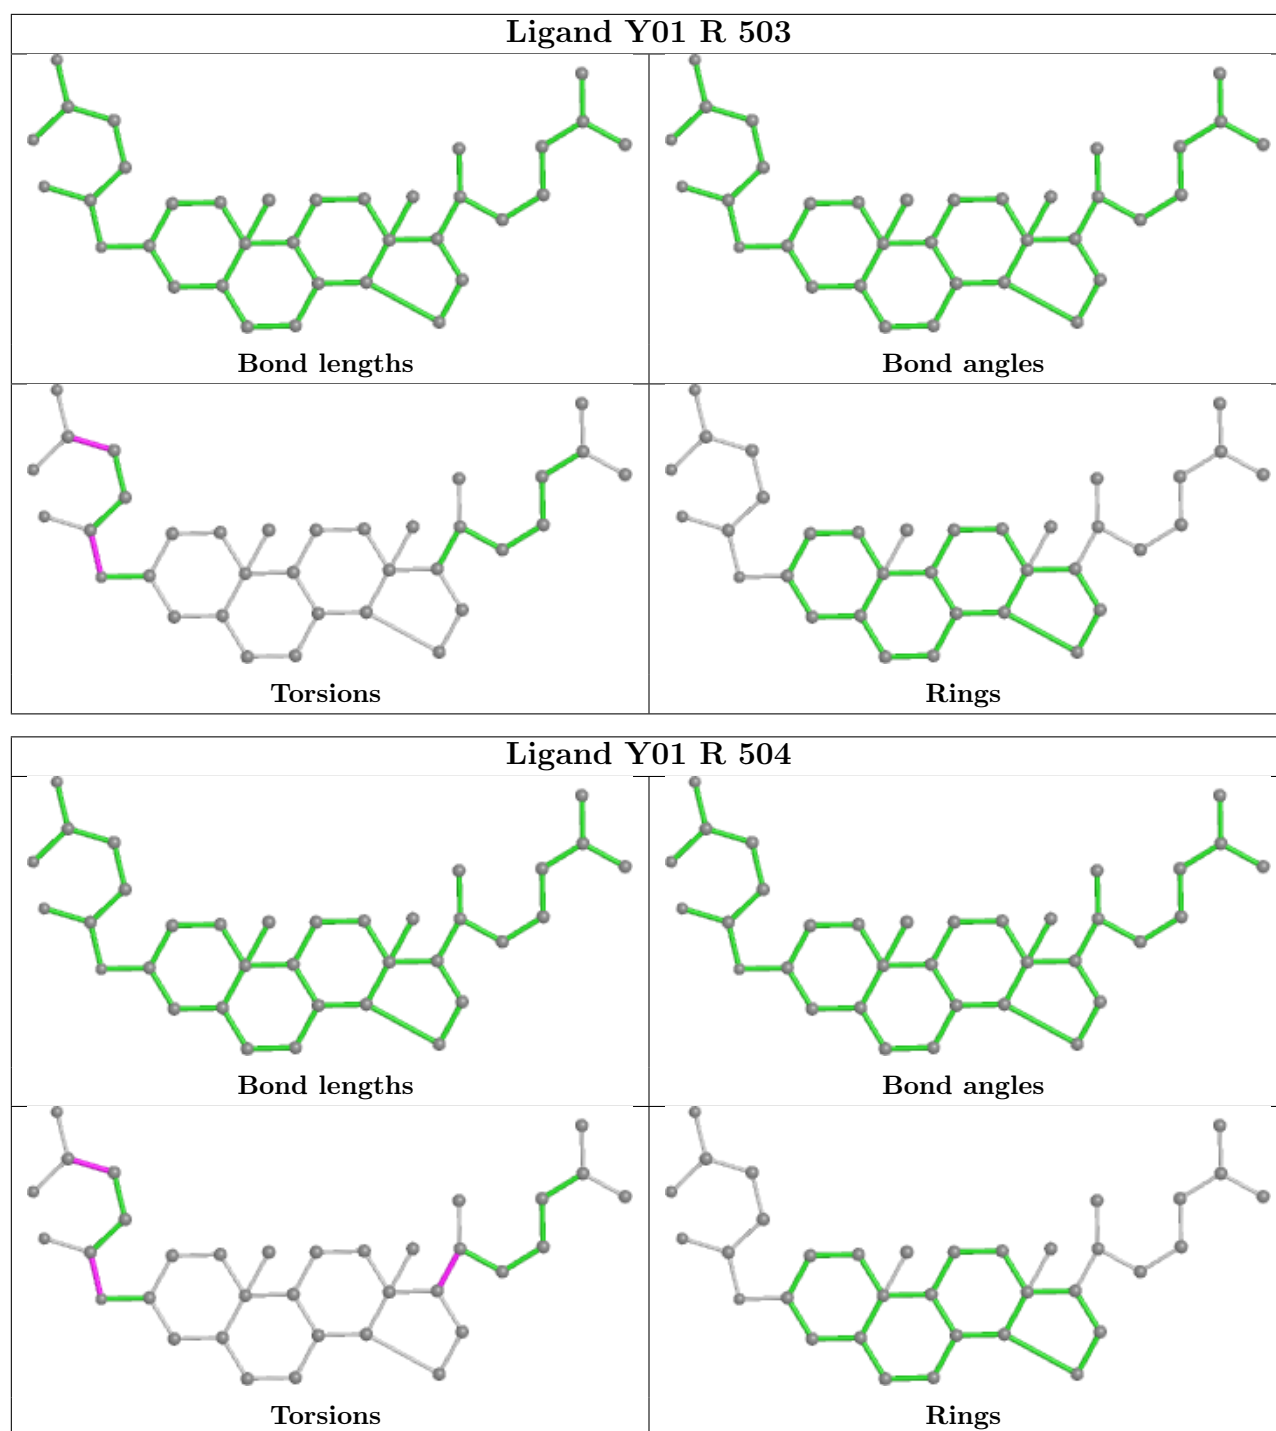 Ligand Y01 R 503
Bond lengths
Bond angles
Torsions
Rings
Ligand Y01 R 504
Bond lengths
Bond angles
Torsions
Rings